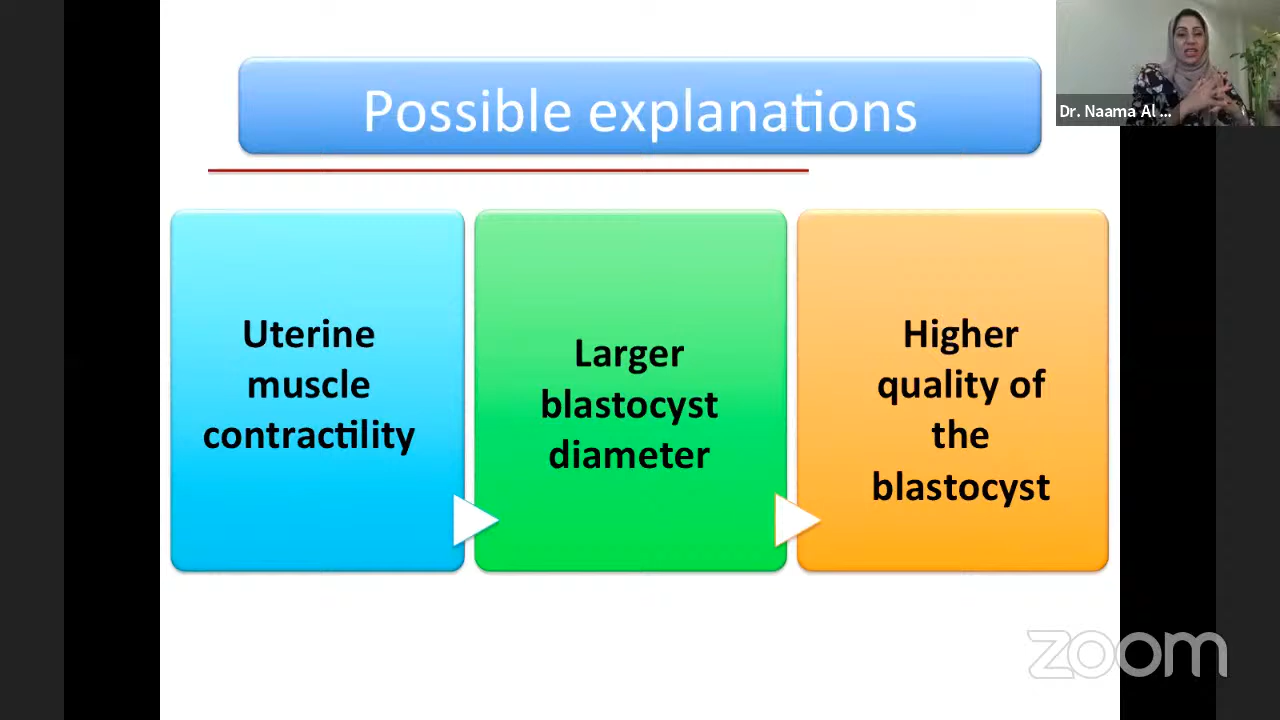 Possible explanations
Dr. Naama Al ...
Uterine
muscle
contractility
Larger
blastocyst
diameter
Higher
quality of
the
blastocyst
zoom